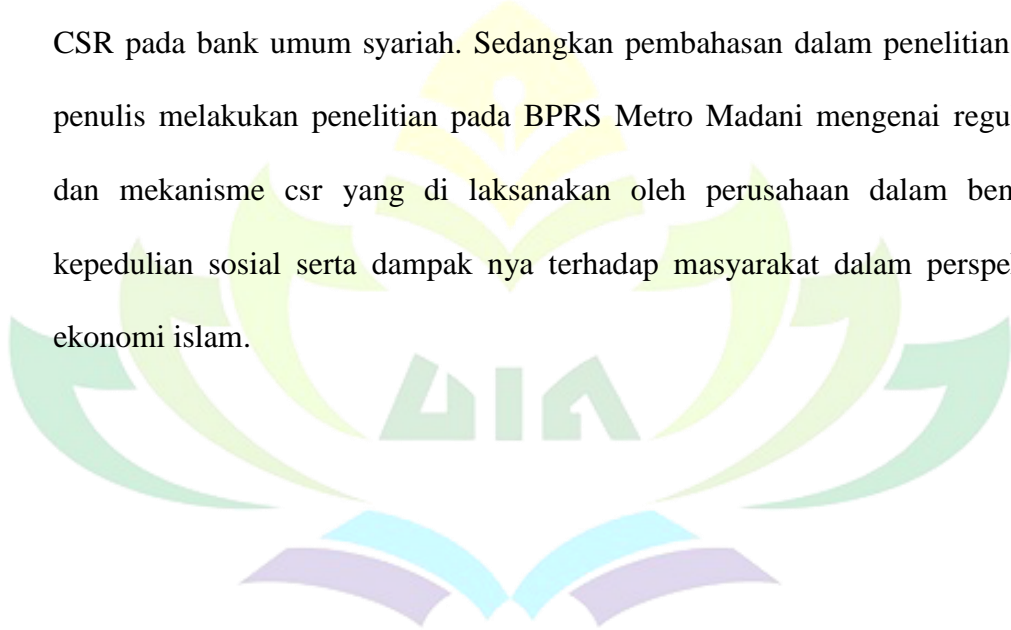 CSR pada bank umum syariah. Sedangkan pembahasan dalam penelitian
penulis melakukan penelitian pada BPRS Metro Madani mengenai regu
dan mekanisme csr yang di laksanakan oleh perusahaan dalam ben
kepedulian sosial serta dampak nya terhadap masyarakat dalam perspe
ekonomi islam.
UIN